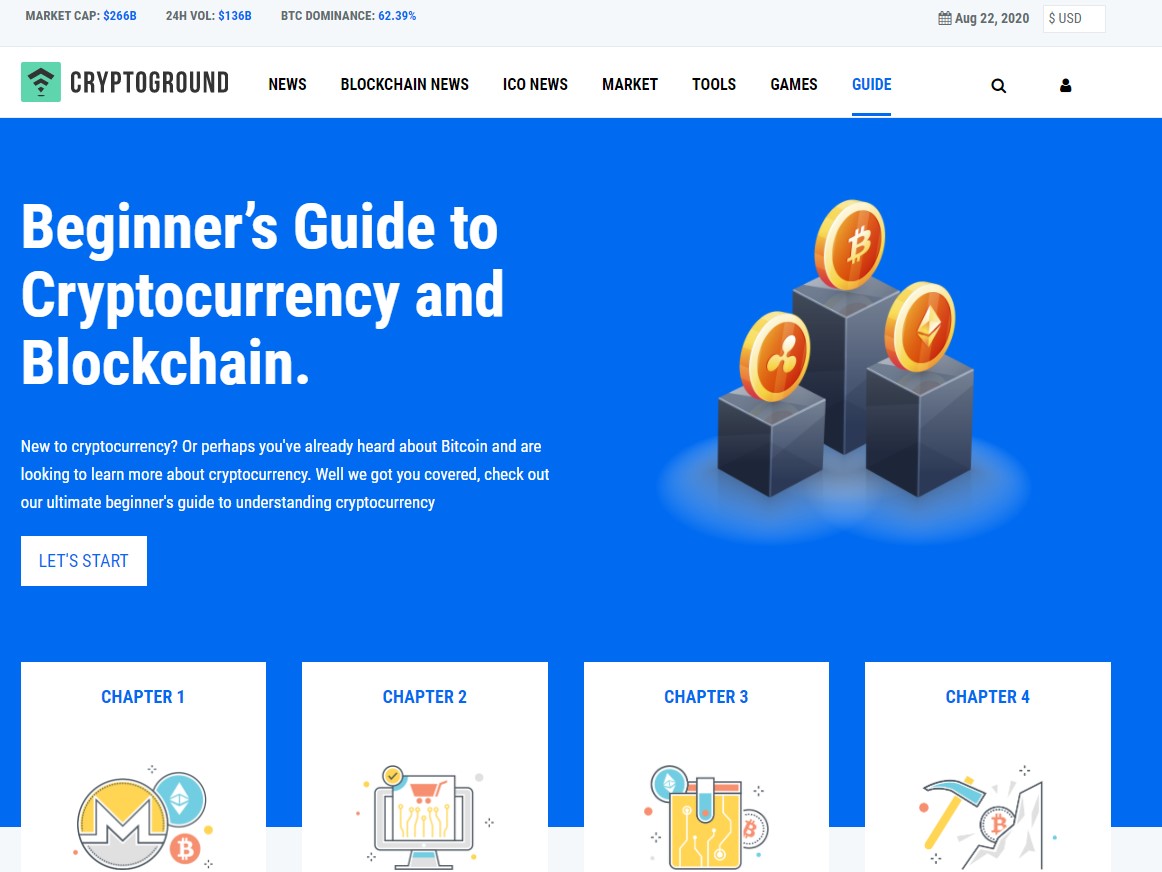 MARKET CAP: $266B 24H VOL: $136B BTC DOMINANCE: 62.39% Aug 22, 2020 $ USD
CRYPTOGROUND NEWS BLOCKCHAIN NEWS ICO NEWS MARKET TOOLS GAMES GUIDE
Beginner’s Guide to
Cryptocurrency and
Blockchain.
New to cryptocurrency? Or perhaps you've already heard about Bitcoin and are
looking to learn more about cryptocurrency. Well we got you covered, check out
our ultimate beginner's guide to understanding cryptocurrency
LET'S START
CHAPTER 1 CHAPTER 2 CHAPTER 3 CHAPTER 4